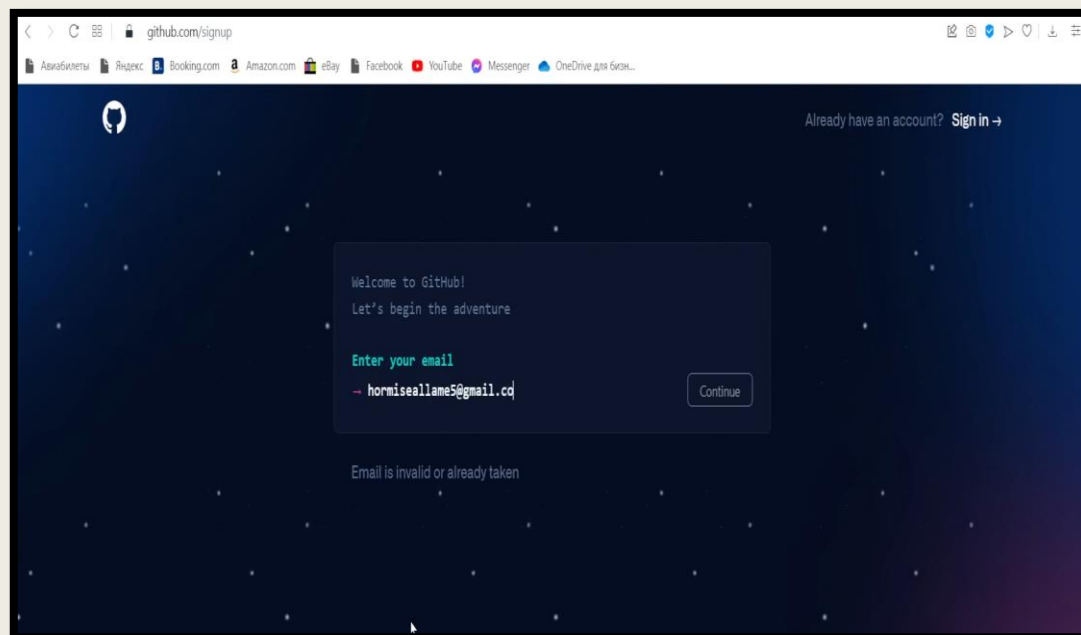 github.com/signup
Авиабилеты Яндекс B. Booking.com a Amazon.com eBay Facebook YouTube Messenger OneDrive для бизн...
Already have an account? Sign in →
Welcome to GitHub!
Let's begin the adventure
Enter your email
→ hormiseallame5@gmail.co
Continue
Email is invalid or already taken